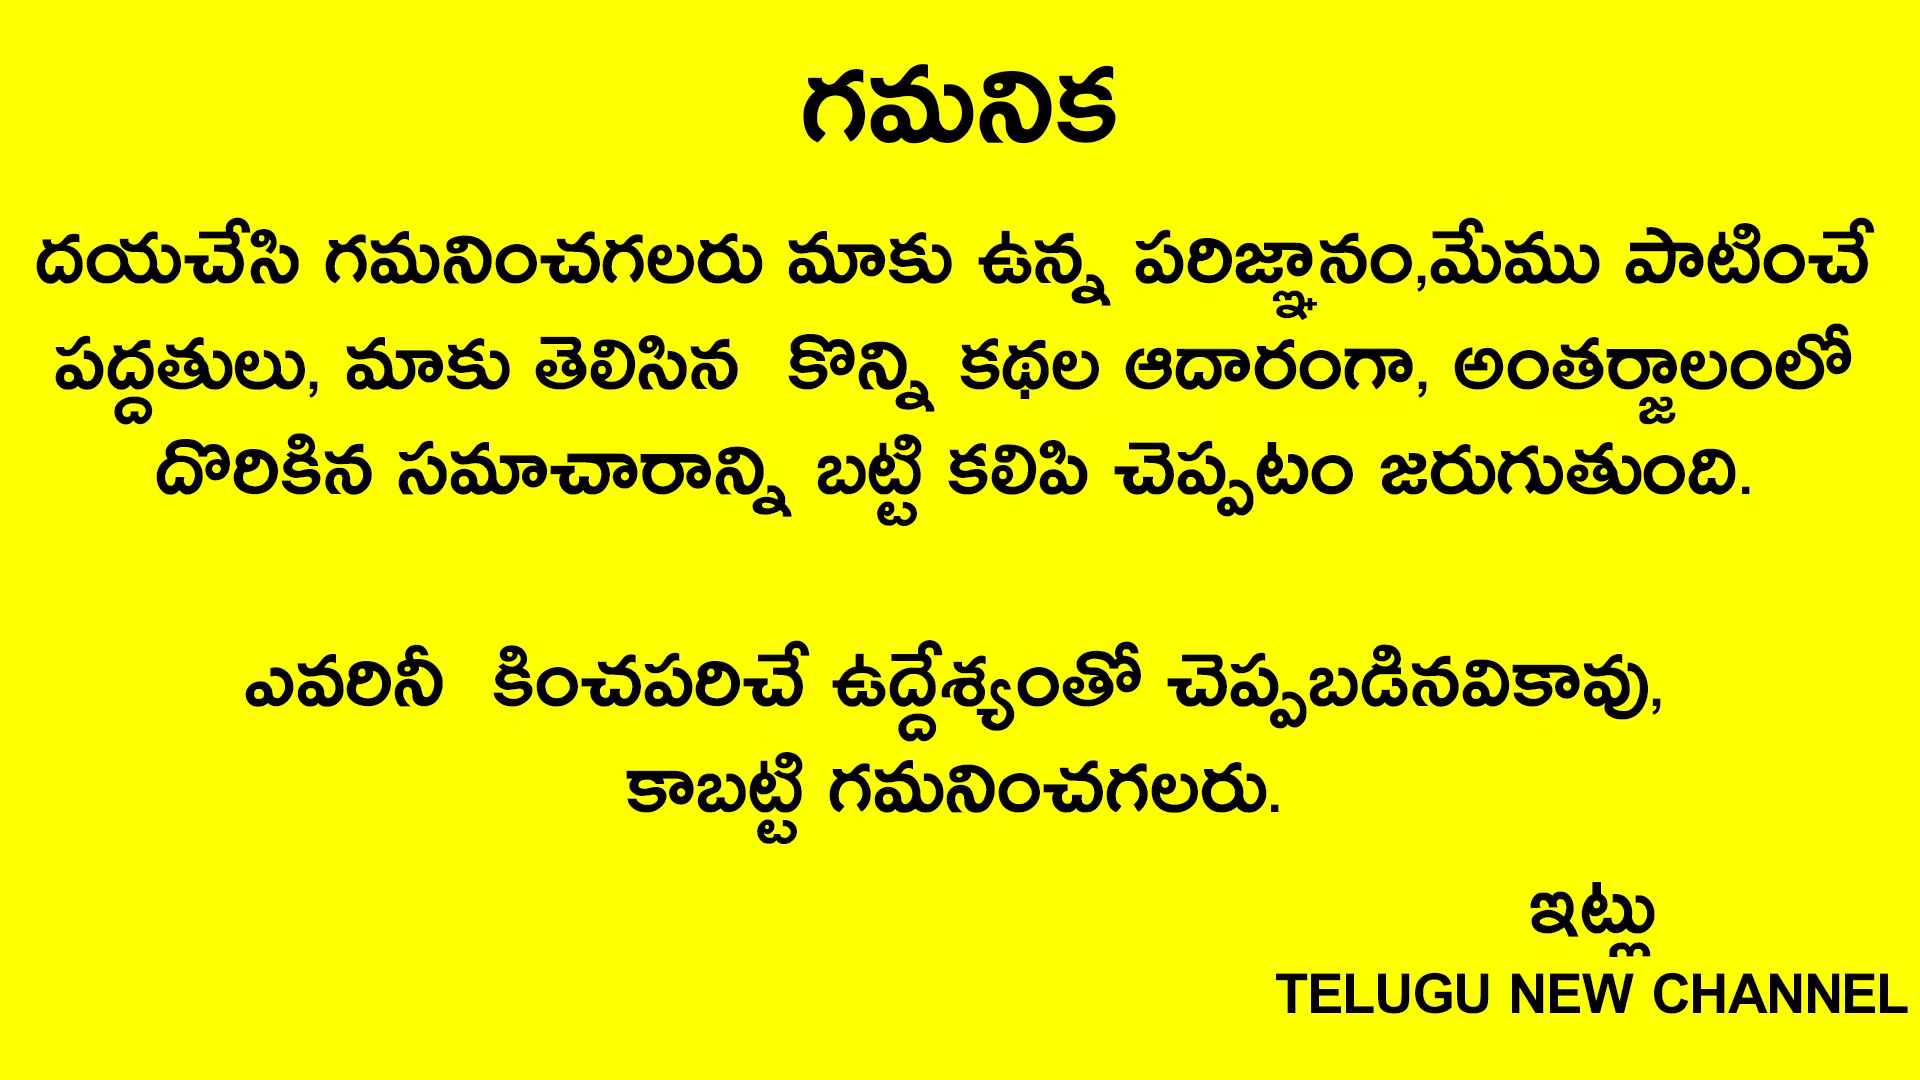 గమనిక
దయచేసి గమనించగలరు మాకు ఉన్న పరిజ్ఞానం,మేము పాటించే
పద్దతులు, మాకు తెలిసిన కొన్ని కథల ఆదారంగా, అంతర్జాలంలో
దొరికిన సమాచారాన్ని బట్టి కలిపి చెప్పటం జరుగుతుంది.
ఎవరినీ కించపరిచే ఉద్దేశ్యంతో చెప్పబడినవికావు,
కాబట్టి గమనించగలరు.
ఇట్లు
TELUGU NEW CHANNEL